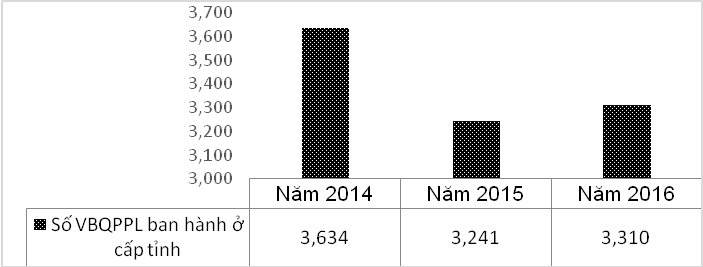 3,700
3,600
3,500
3,400
3,300
3,200
3,100
3,000
Năm 2014 Năm 2015 Năm 2016
Số VBQPPL ban hành ở
cấp tỉnh
3,634 3,241 3,310